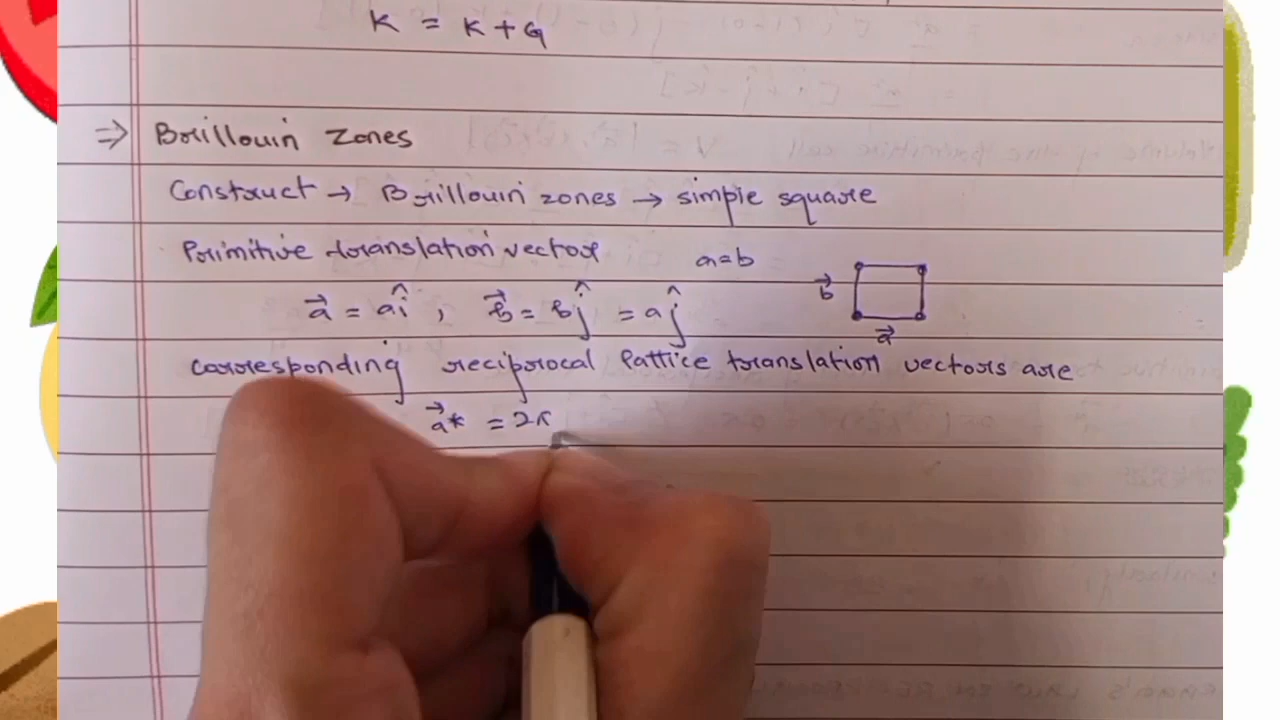 K = K + G
⇒ Brillouin Zones
Construct → Brillouin zones → simple square
Primitive translation vector a=b
b⃗
a⃗ = aî , b⃗ = bĵ = aĵ
a⃗
corresponding reciprocal lattice translation vectors are
a⃗* = 2π